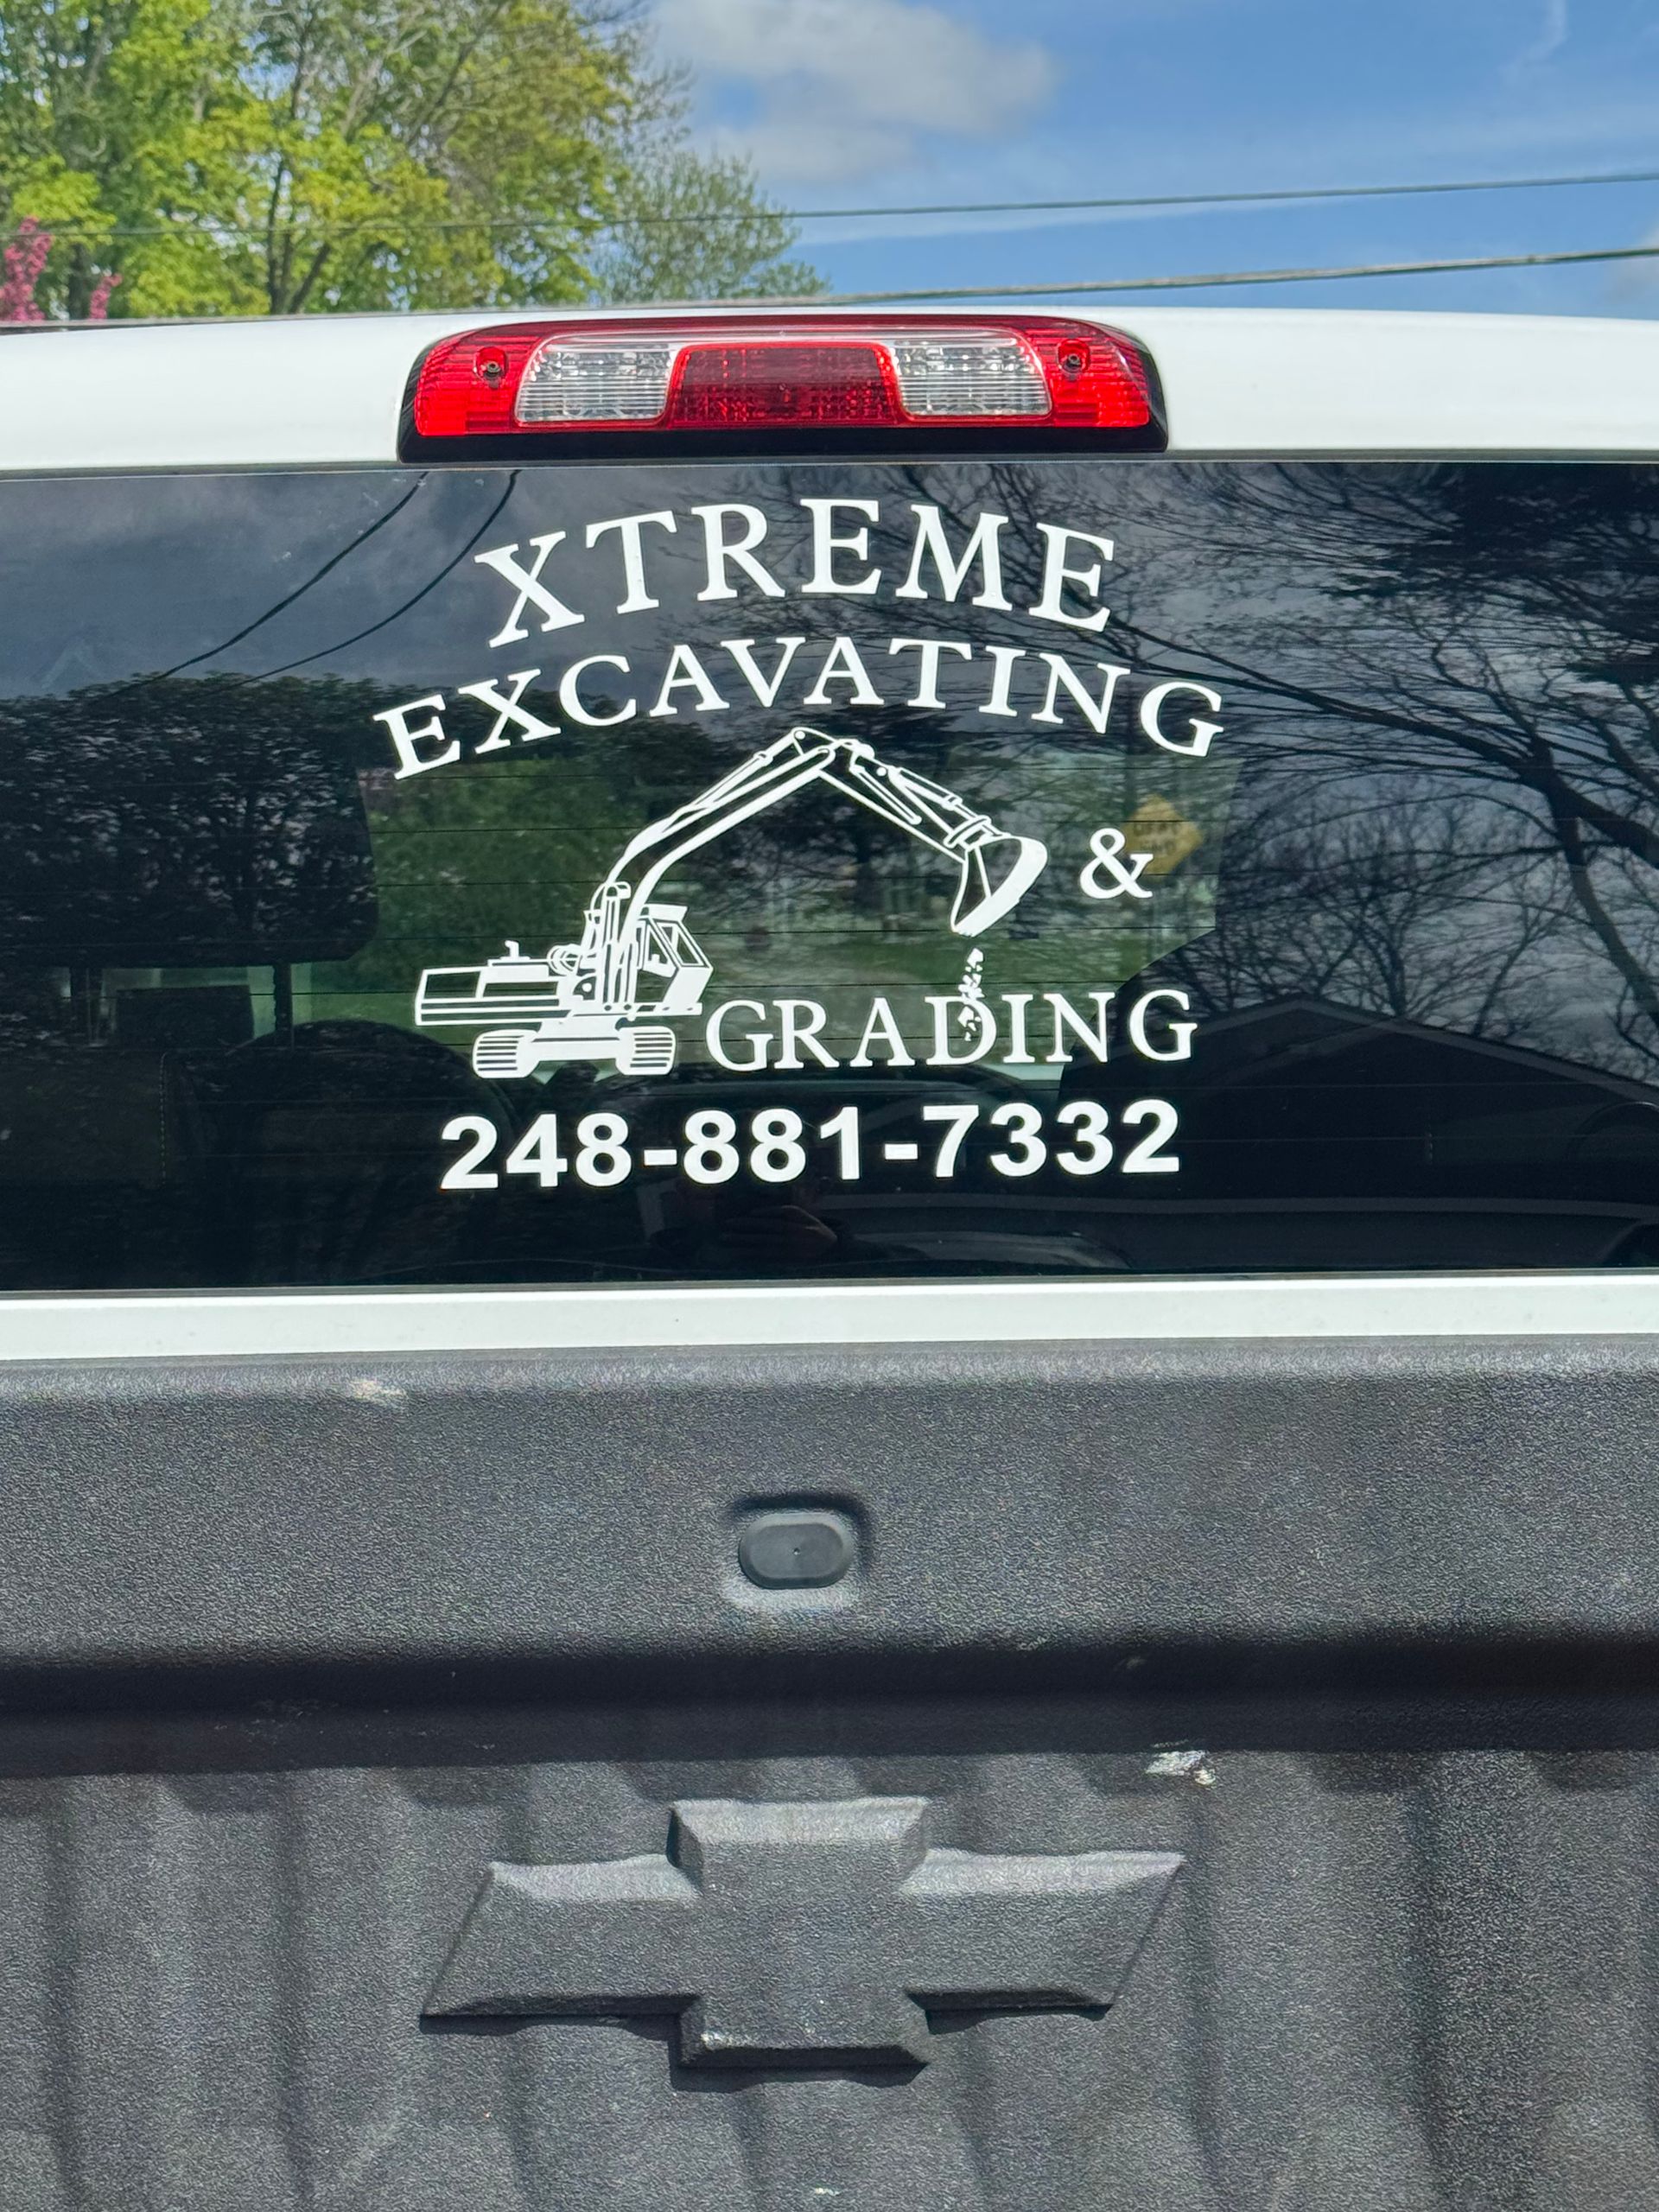 XTREME
EXCAVATING
&
GRADING
248-881-7332